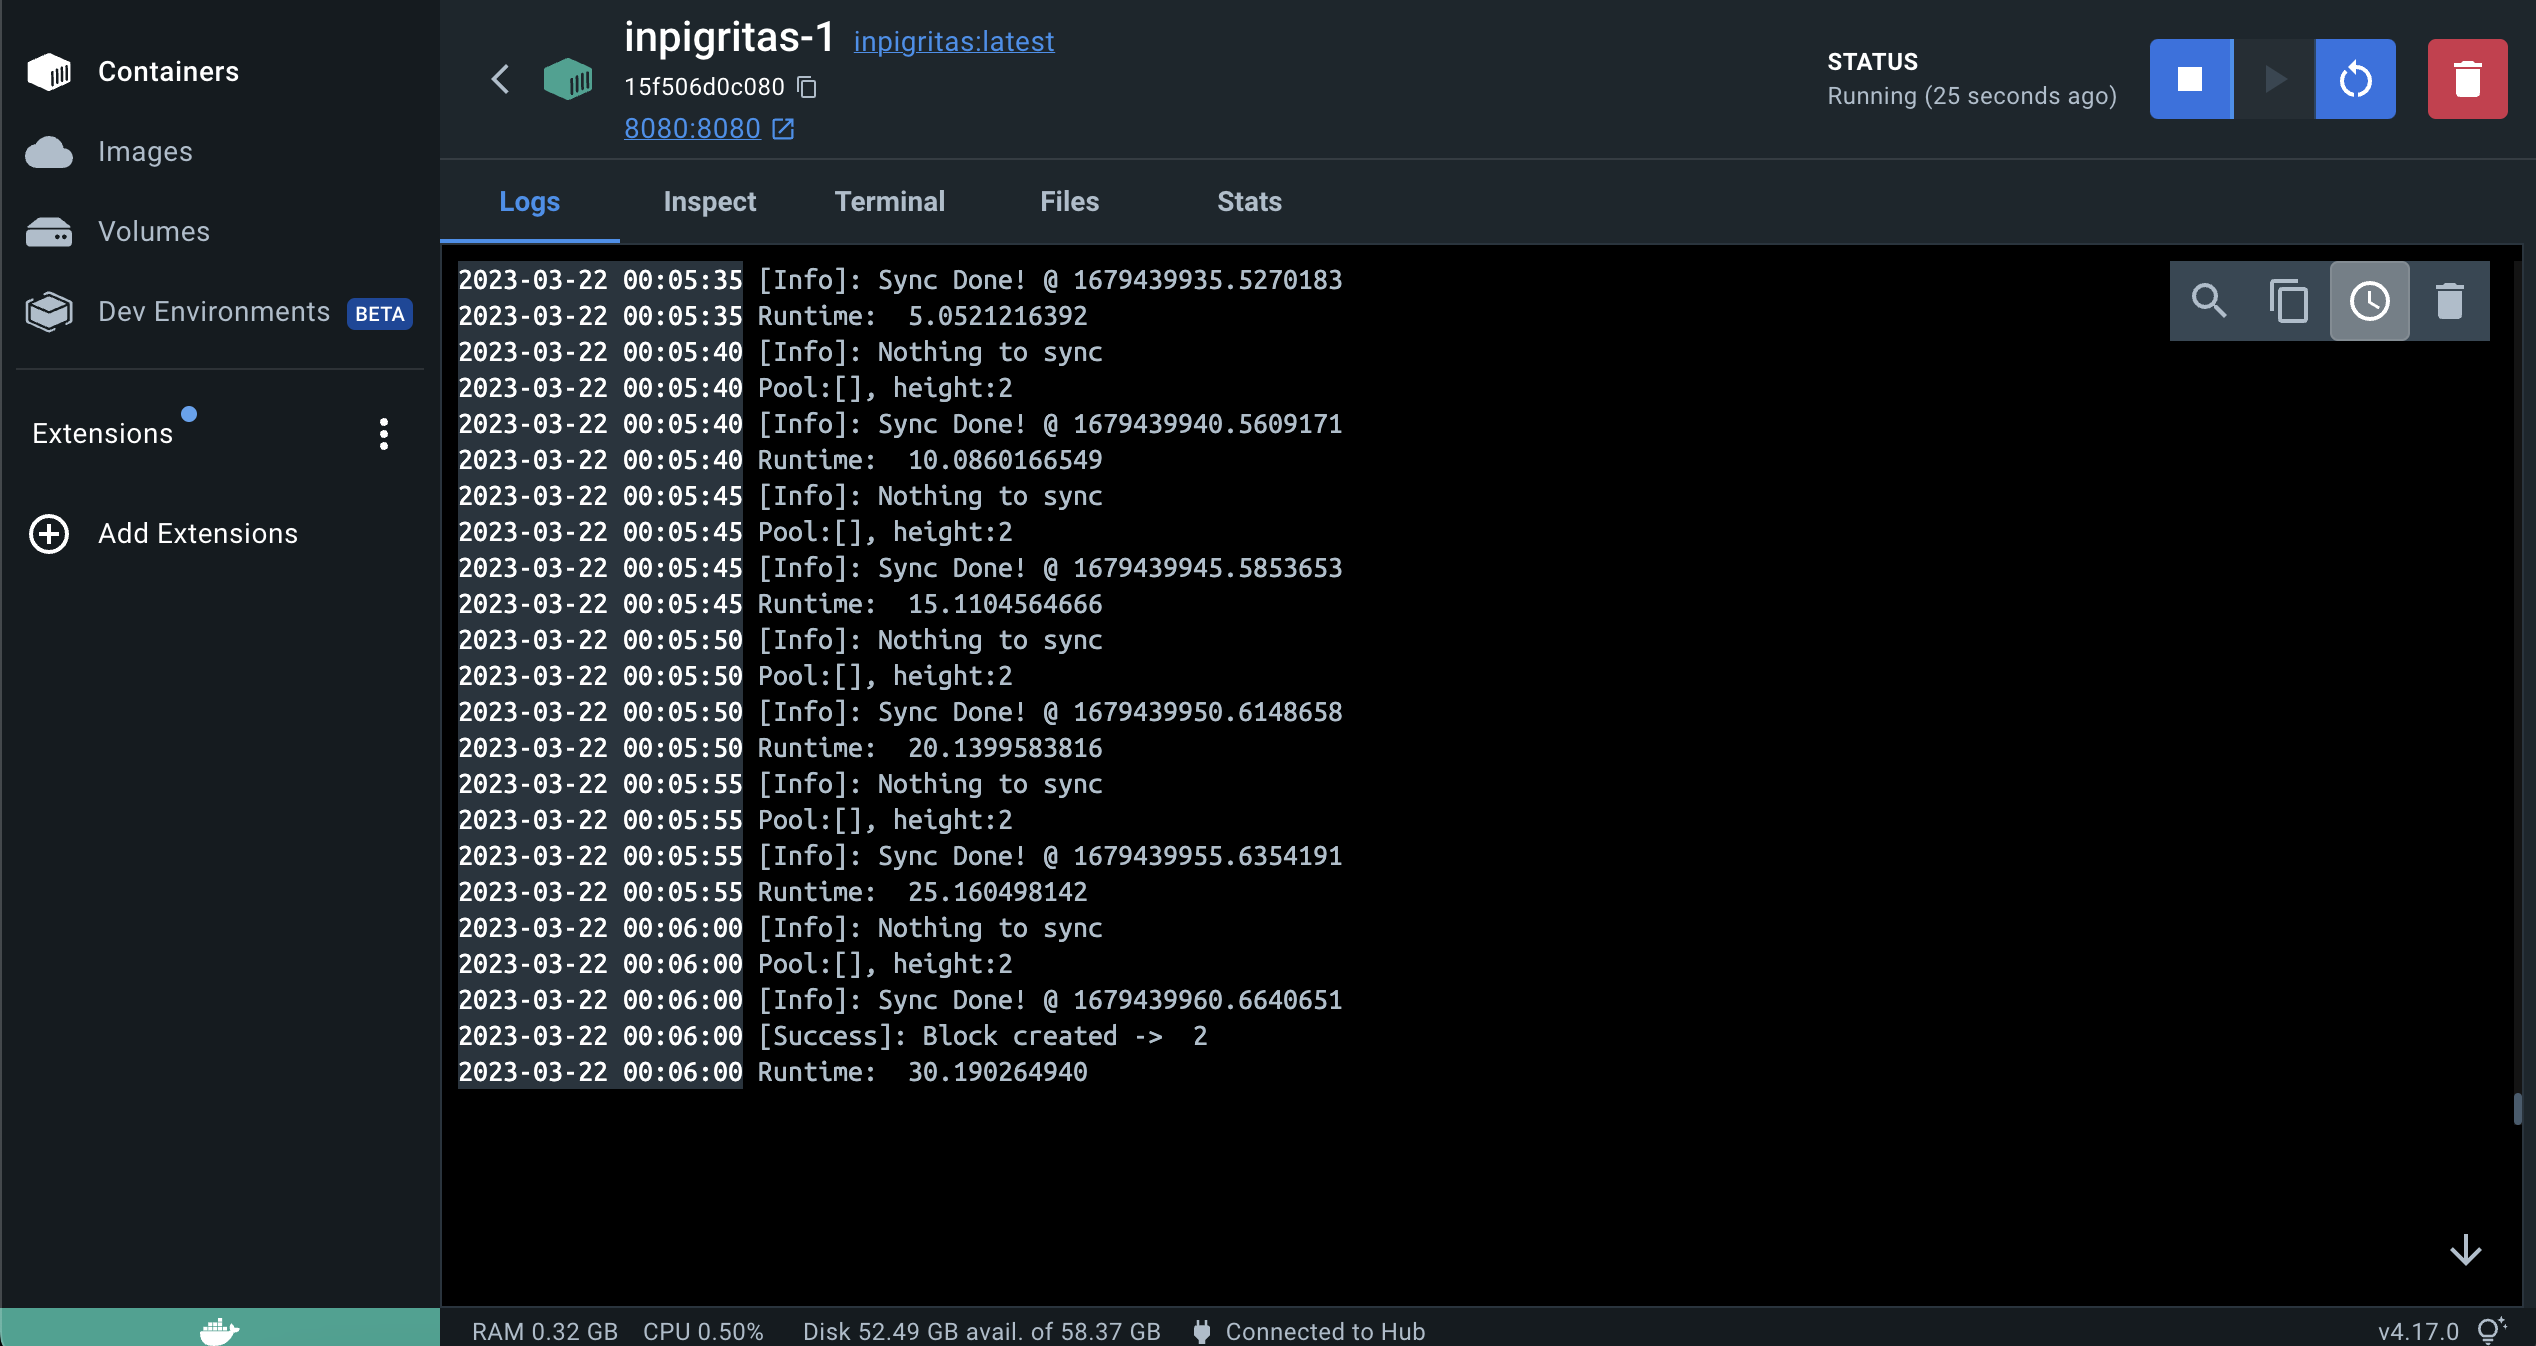 Containers
Images
Volumes
Dev Environments BETA
Extensions
Add Extensions
inpigritas-1 inpigritas:latest
15f506d0c080
8080:8080
STATUS
Running (25 seconds ago)
Logs Inspect Terminal Files Stats
2023-03-22 00:05:35 [Info]: Sync Done! @ 1679439935.5270183
2023-03-22 00:05:35 Runtime:  5.0521216392
2023-03-22 00:05:40 [Info]: Nothing to sync
2023-03-22 00:05:40 Pool:[], height:2
2023-03-22 00:05:40 [Info]: Sync Done! @ 1679439940.5609171
2023-03-22 00:05:40 Runtime:  10.0860166549
2023-03-22 00:05:45 [Info]: Nothing to sync
2023-03-22 00:05:45 Pool:[], height:2
2023-03-22 00:05:45 [Info]: Sync Done! @ 1679439945.5853653
2023-03-22 00:05:45 Runtime:  15.1104564666
2023-03-22 00:05:50 [Info]: Nothing to sync
2023-03-22 00:05:50 Pool:[], height:2
2023-03-22 00:05:50 [Info]: Sync Done! @ 1679439950.6148658
2023-03-22 00:05:50 Runtime:  20.1399583816
2023-03-22 00:05:55 [Info]: Nothing to sync
2023-03-22 00:05:55 Pool:[], height:2
2023-03-22 00:05:55 [Info]: Sync Done! @ 1679439955.6354191
2023-03-22 00:05:55 Runtime:  25.160498142
2023-03-22 00:06:00 [Info]: Nothing to sync
2023-03-22 00:06:00 Pool:[], height:2
2023-03-22 00:06:00 [Info]: Sync Done! @ 1679439960.6640651
2023-03-22 00:06:00 [Success]: Block created ->  2
2023-03-22 00:06:00 Runtime:  30.190264940
RAM 0.32 GB CPU 0.50% Disk 52.49 GB avail. of 58.37 GB Connected to Hub v4.17.0